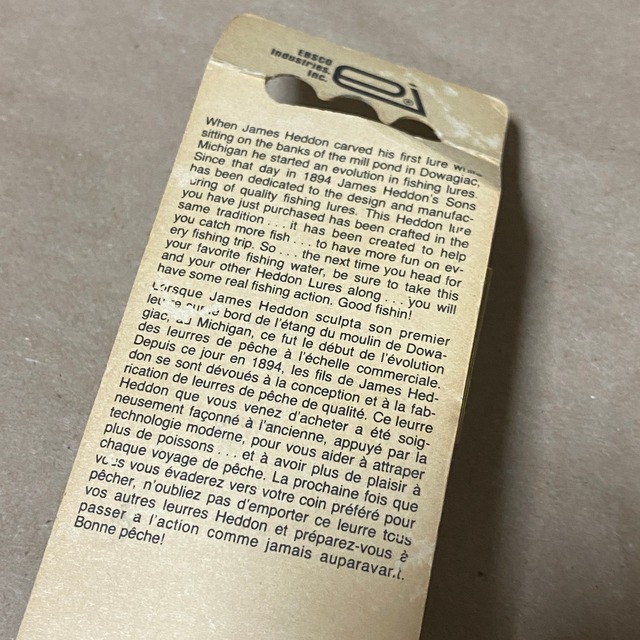 EBSCO
Industries,
Inc.
ei®
When James Heddon carved his first lure while
sitting on the banks of the mill pond in Dowagiac,
Michigan he started an evolution in fishing lures.
Since that day in 1894 James Heddon's Sons
has been dedicated to the design and manufac-
uring of quality fishing lures. This Heddon lure
you have just purchased has been crafted in the
same tradition . . . it has been created to help
you catch more fish . . . to have more fun on ev-
ery fishing trip. So . . . the next time you head for
your favorite fishing water, be sure to take this
and your other Heddon Lures along . . . you will
have some real fishing action. Good fishin!
Lorsque James Heddon sculpta son premier
leurre sur le bord de l'étang du moulin de Dowa-
giac, au Michigan, ce fut le début de l'évolution
des leurres de pêche à l'échelle commerciale.
Depuis ce jour en 1894, les fils de James Hed-
don se sont dévoués à la conception et à la fab-
rication de leurres de pêche de qualité. Ce leurre
Heddon que vous venez d'acheter a été soig-
neusement façonné à l'ancienne, appuyé par la
technologie moderne, pour vous aider à attraper
plus de poissons . . . et à avoir plus de plaisir à
chaque voyage de pêche. La prochaine fois que
vous vous évaderez vers votre coin préféré pour
pêcher, n'oubliez pas d'emporter ce leurre tous
vos autres leurres Heddon et préparez-vous à
passer a l'action comme jamais auparavant.
Bonne pêche!